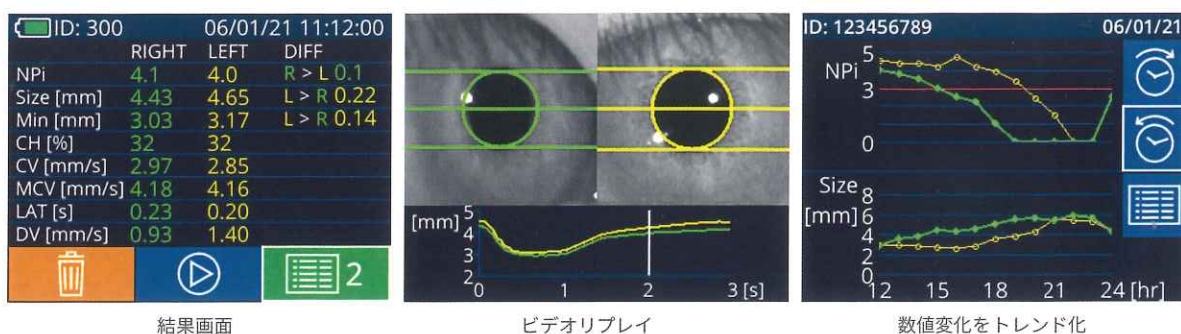 ID: 300 06/01/21 11:12:00
RIGHT LEFT DIFF
NPi 4.1 4.0 R > L 0.1
Size [mm] 4.43 4.65 L > R 0.22
Min [mm] 3.03 3.17 L > R 0.14
CH [%] 32 32
CV [mm/s] 2.97 2.85
MCV [mm/s] 4.18 4.16
LAT [s] 0.23 0.20
DV [mm/s] 0.93 1.40
2
結果画面
[mm]
5
4
3
2
0 1 2 3 [s]
ビデオリプレイ
ID: 123456789 06/01/21
NPi
5
3
0
Size
[mm]
8
6
4
2
0
12 15 18 21 24 [hr]
数値変化をトレンド化